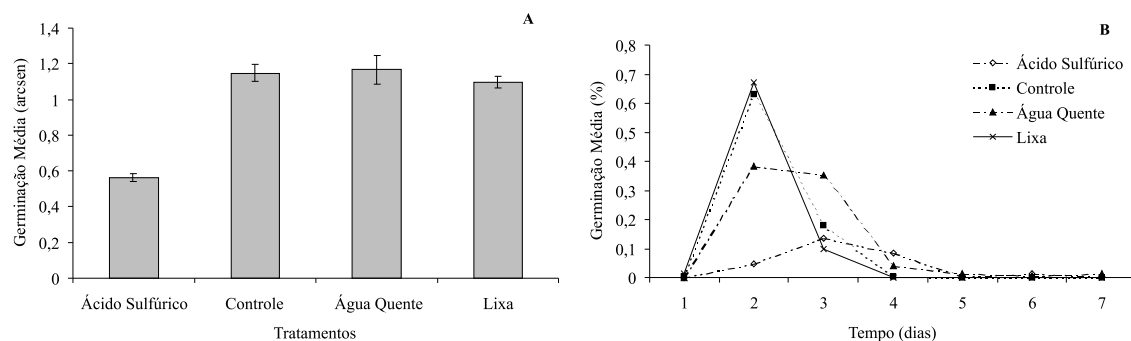 A
Germinação Média (arcsen)
1,4
1,2
1
0,8
0,6
0,4
0,2
0
Ácido Sulfúrico Controle Água Quente Lixa
Tratamentos
B
Germinação Média (%)
0,8
0,7
0,6
0,5
0,4
0,3
0,2
0,1
0
Ácido Sulfúrico
Controle
Água Quente
Lixa
1 2 3 4 5 6 7
Tempo (dias)